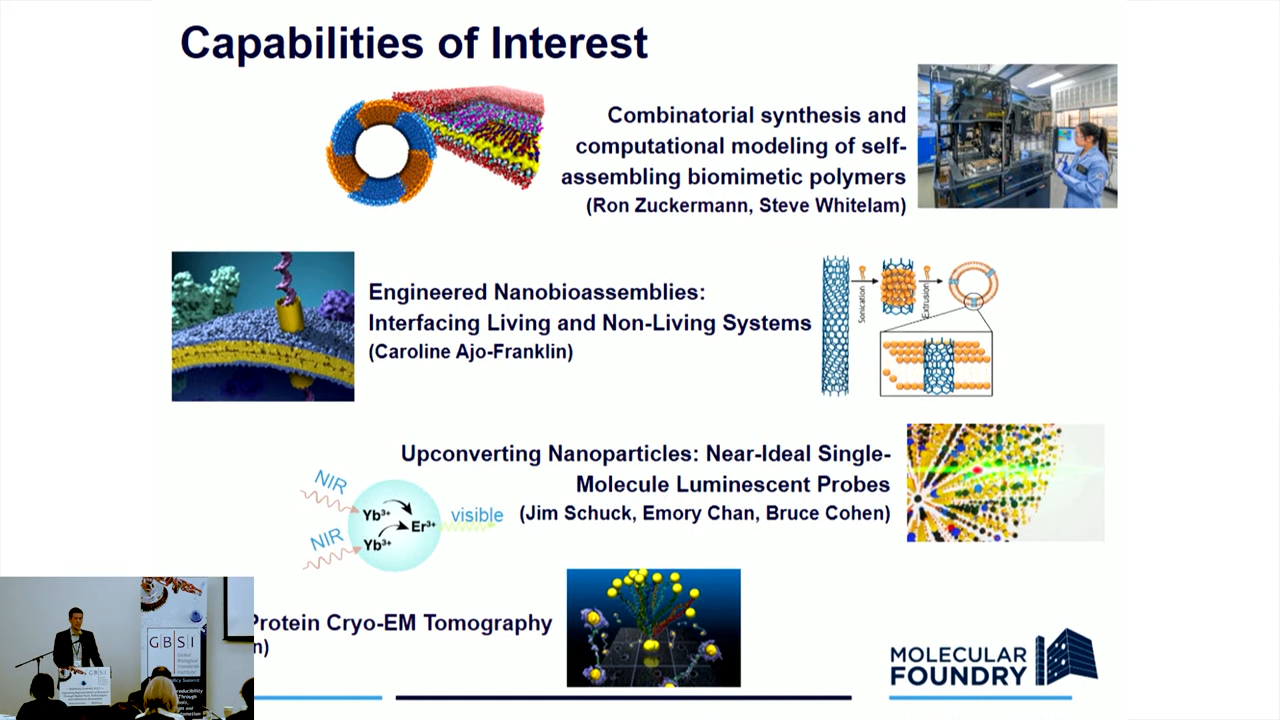 Capabilities of Interest
Combinatorial synthesis and
computational modeling of self-
assembling biomimetic polymers
(Ron Zuckermann, Steve Whitelam)
Engineered Nanobioassemblies:
Interfacing Living and Non-Living Systems
(Caroline Ajo-Franklin)
Sonication
Extrusion
Upconverting Nanoparticles: Near-Ideal Single-
Molecule Luminescent Probes
(Jim Schuck, Emory Chan, Bruce Cohen)
NIR
NIR
Yb³⁺
Yb³⁺
Er³⁺
visible
Protein Cryo-EM Tomography
n)
MOLECULAR
FOUNDRY
GBSI
Global
Biological
GBSI